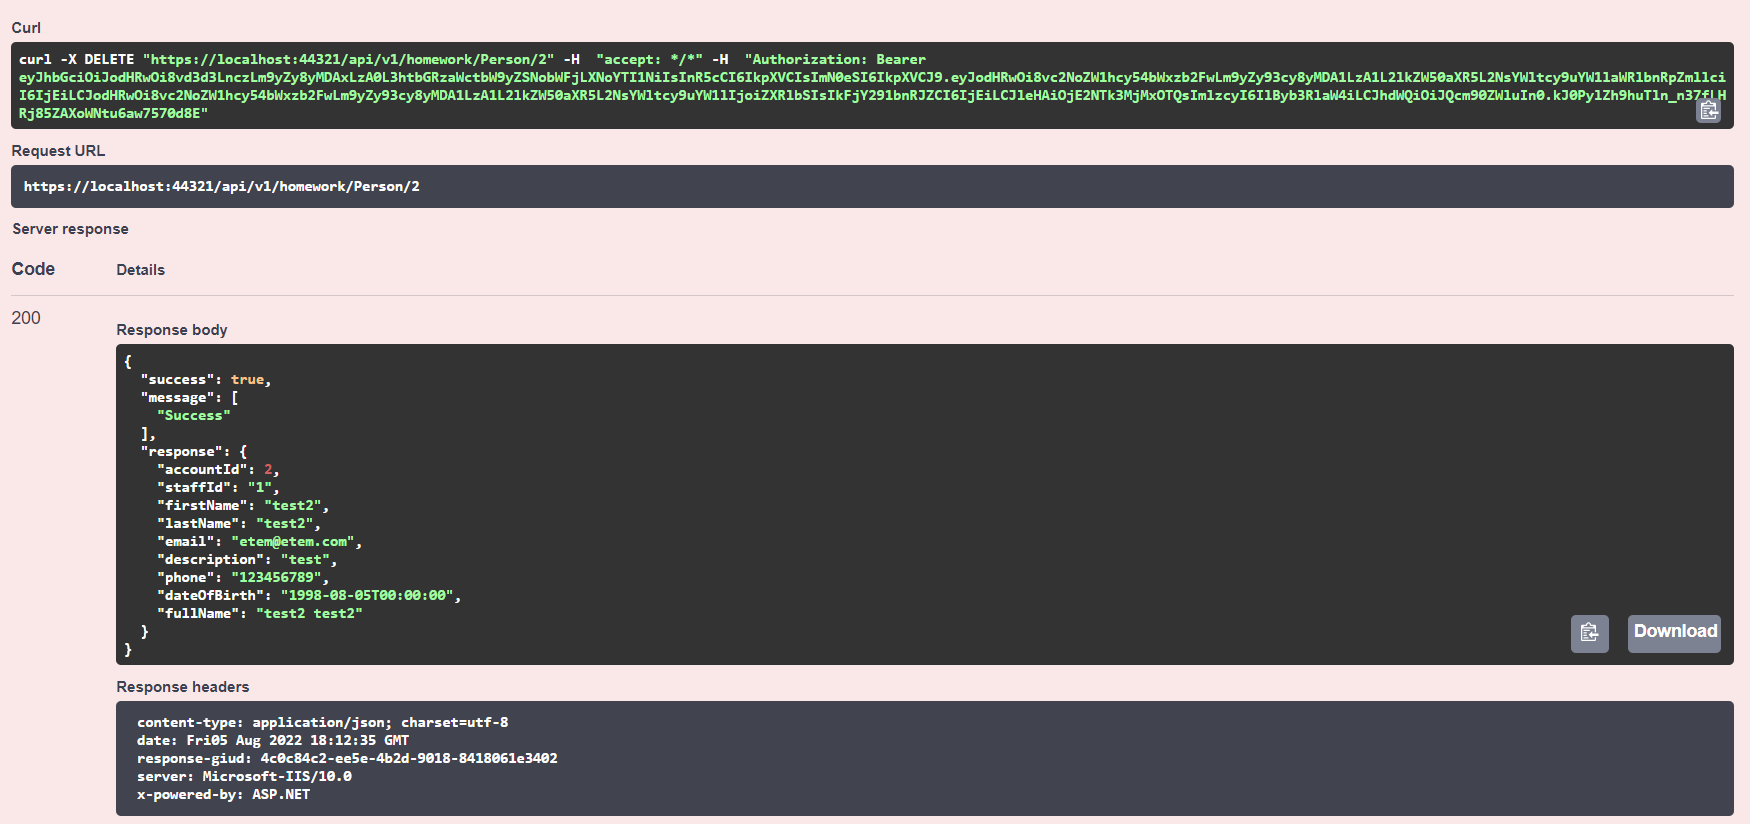 Curl
curl -X DELETE "https://localhost:44321/api/v1/homework/Person/2" -H  "accept: */*" -H  "Authorization: Bearer
eyJhbGciOiJodHRwOi8vd3d3LnczLm9yZy8yMDAxLzA0L3htbGRzaWctbW9yZSNobWFjLXNoYTI1NiIsInR5cCI6IkpXVCIsImN0eSI6IkpXVCJ9.eyJodHRwOi8vc2NoZW1hcy54bWxzb2FwLm9yZy93cy8yMDA1LzA1L2lkZW50aXR5L2NsYWltcy9uYW1laWRlbnRpZmllci
I6IjEiLCJodHRwOi8vc2NoZW1hcy54bWxzb2FwLm9yZy93cy8yMDA1LzA1L2lkZW50aXR5L2NsYWltcy9uYW1lIjoiZXRlbSIsIkFjY291bnRJZCI6IjEiLCJleHAiOjE2NTk3MjMxOTQsImlzcyI6IlByb3RlaW4iLCJhdWQiOiJQcm90ZWluIn0.kJ0PylZh9huTln_n37fLH
Rj85ZAXoWNtu6aw7570d8E"
Request URL
https://localhost:44321/api/v1/homework/Person/2
Server response
Code Details
200
Response body
{
"success": true,
"message": [
"Success"
],
"response": {
"accountId": 2,
"staffId": "1",
"firstName": "test2",
"lastName": "test2",
"email": "etem@etem.com",
"description": "test",
"phone": "123456789",
"dateOfBirth": "1998-08-05T00:00:00",
"fullName": "test2 test2"
}
}
Download
Response headers
content-type: application/json; charset=utf-8
date: Fri05 Aug 2022 18:12:35 GMT
response-giud: 4c0c84c2-ee5e-4b2d-9018-8418061e3402
server: Microsoft-IIS/10.0
x-powered-by: ASP.NET